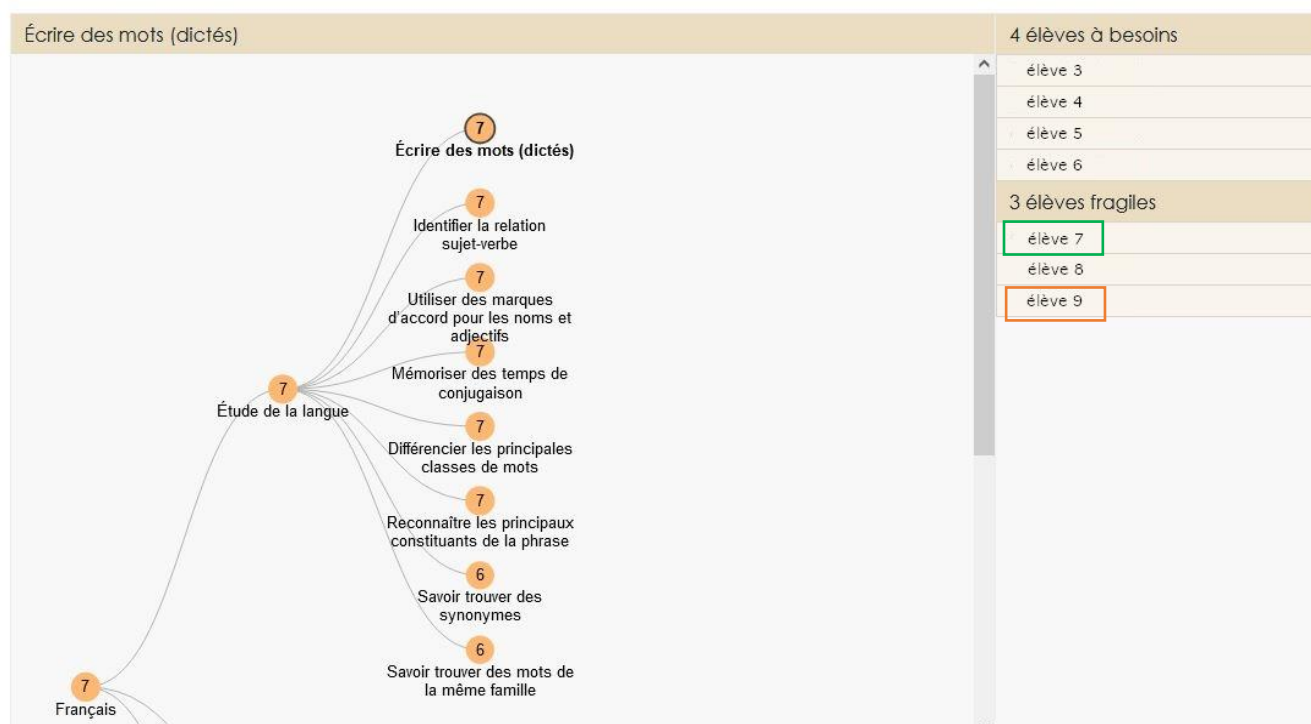 Écrire des mots (dictés)
7
Écrire des mots (dictés)
7
Identifier la relation
sujet-verbe
7
Utiliser des marques
d'accord pour les noms et
adjectifs
7
Mémoriser des temps de
conjugaison
7
Étude de la langue
7
Différencier les principales
classes de mots
7
Reconnaître les principaux
constituants de la phrase
6
Savoir trouver des
synonymes
6
Savoir trouver des mots de
la même famille
7
Français
4 élèves à besoins
élève 3
élève 4
élève 5
élève 6
3 élèves fragiles
élève 7
élève 8
élève 9